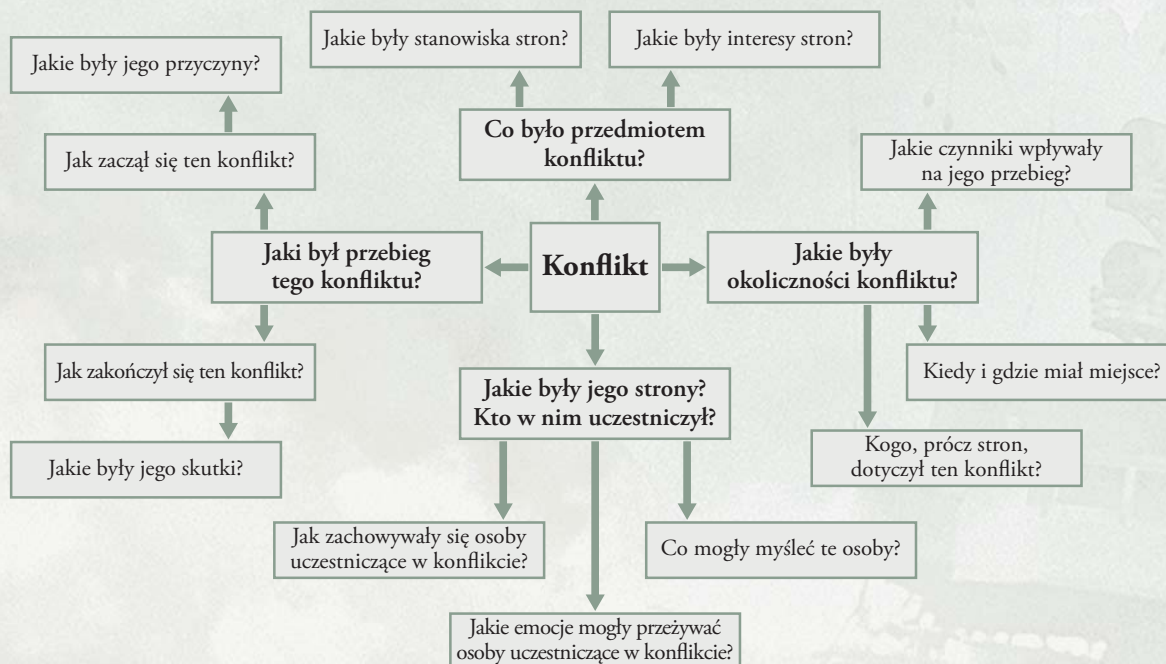 Jakie były stanowiska stron?
Jakie były interesy stron?
Jakie były jego przyczyny?
Co było przedmiotem
konfliktu?
Jak zaczął się ten konflikt?
Jakie czynniki wpływały
na jego przebieg?
Jaki był przebieg
tego konfliktu?
Konflikt
Jakie były
okoliczności konfliktu?
Jak zakończył się ten konflikt?
Kiedy i gdzie miał miejsce?
Jakie były jego strony?
Kto w nim uczestniczył?
Jakie były jego skutki?
Kogo, prócz stron,
dotyczył ten konflikt?
Jak zachowywały się osoby
uczestniczące w konflikcie?
Co mogły myśleć te osoby?
Jakie emocje mogły przeżywać
osoby uczestniczące w konflikcie?